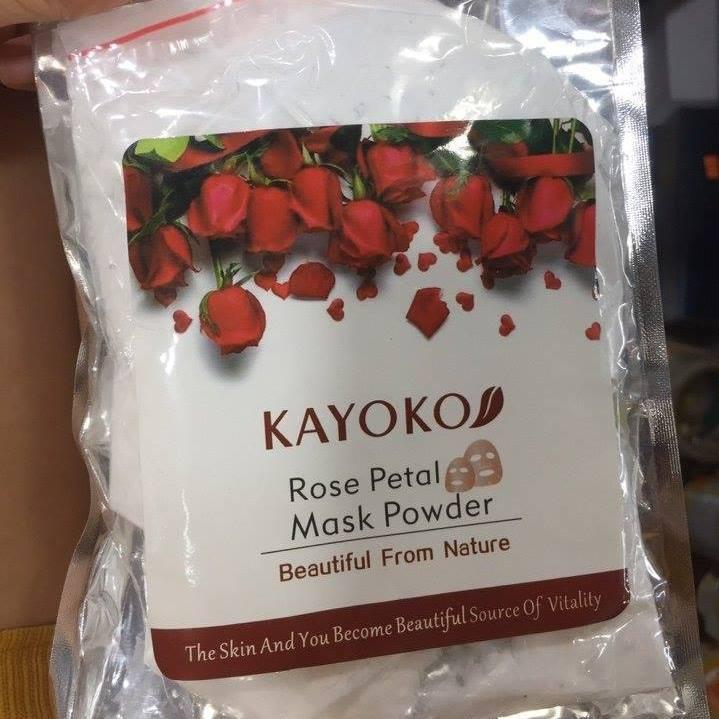 KAYOKO
Rose Petal
Mask Powder
Beautiful From Nature
The Skin And You Become Beautiful Source Of Vitality